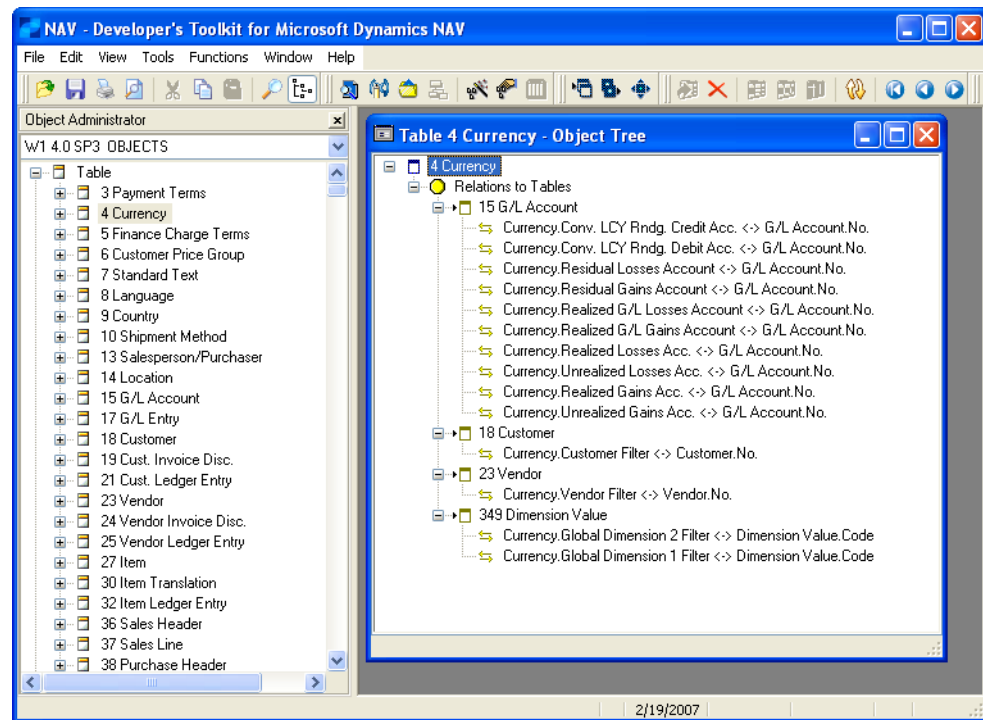 NAV - Developer's Toolkit for Microsoft Dynamics NAV
File Edit View Tools Functions Window Help
Object Administrator
W1 4.0 SP3 OBJECTS
Table
3 Payment Terms
4 Currency
5 Finance Charge Terms
6 Customer Price Group
7 Standard Text
8 Language
9 Country
10 Shipment Method
13 Salesperson/Purchaser
14 Location
15 G/L Account
17 G/L Entry
18 Customer
19 Cust. Invoice Disc.
21 Cust. Ledger Entry
23 Vendor
24 Vendor Invoice Disc.
25 Vendor Ledger Entry
27 Item
30 Item Translation
32 Item Ledger Entry
36 Sales Header
37 Sales Line
38 Purchase Header
Table 4 Currency - Object Tree
4 Currency
Relations to Tables
15 G/L Account
Currency.Conv. LCY Rndg. Credit Acc. <-> G/L Account.No.
Currency.Conv. LCY Rndg. Debit Acc. <-> G/L Account.No.
Currency.Residual Losses Account <-> G/L Account.No.
Currency.Residual Gains Account <-> G/L Account.No.
Currency.Realized G/L Losses Account <-> G/L Account.No.
Currency.Realized G/L Gains Account <-> G/L Account.No.
Currency.Realized Losses Acc. <-> G/L Account.No.
Currency.Unrealized Losses Acc. <-> G/L Account.No.
Currency.Realized Gains Acc. <-> G/L Account.No.
Currency.Unrealized Gains Acc. <-> G/L Account.No.
18 Customer
Currency.Customer Filter <-> Customer.No.
23 Vendor
Currency.Vendor Filter <-> Vendor.No.
349 Dimension Value
Currency.Global Dimension 2 Filter <-> Dimension Value.Code
Currency.Global Dimension 1 Filter <-> Dimension Value.Code
2/19/2007